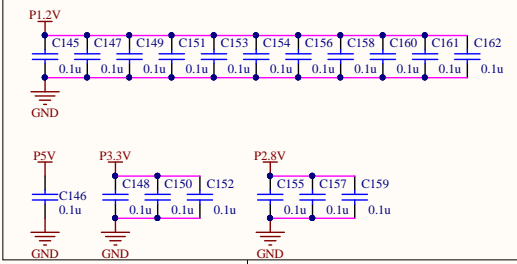 P1.2V
C145 C147 C149 C151 C153 C154 C156 C158 C160 C161 C162
0.1u 0.1u 0.1u 0.1u 0.1u 0.1u 0.1u 0.1u 0.1u 0.1u 0.1u
GND
P5V P3.3V P2.8V
C146 C148 C150 C152 C155 C157 C159
0.1u 0.1u 0.1u 0.1u 0.1u 0.1u 0.1u
GND GND GND